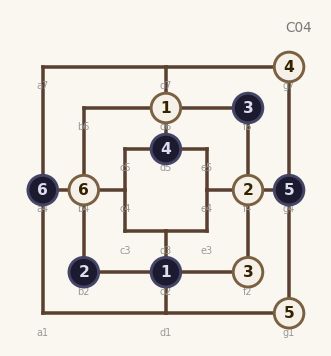 C04
4
a7 d7 g7
1 3
b6 d6 f6
4
c5 d5 e5
6 6 2 5
a4 b4 c4 e4 f4 g4
c3 d3 e3
2 1 3
b2 d2 f2
5
a1 d1 g1